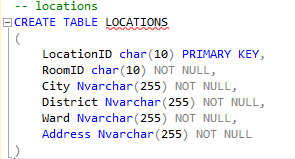 -- locations
CREATE TABLE LOCATIONS
(
LocationID char(10) PRIMARY KEY,
RoomID char(10) NOT NULL,
City Nvarchar(255) NOT NULL,
District Nvarchar(255) NOT NULL,
Ward Nvarchar(255) NOT NULL,
Address Nvarchar(255) NOT NULL
)